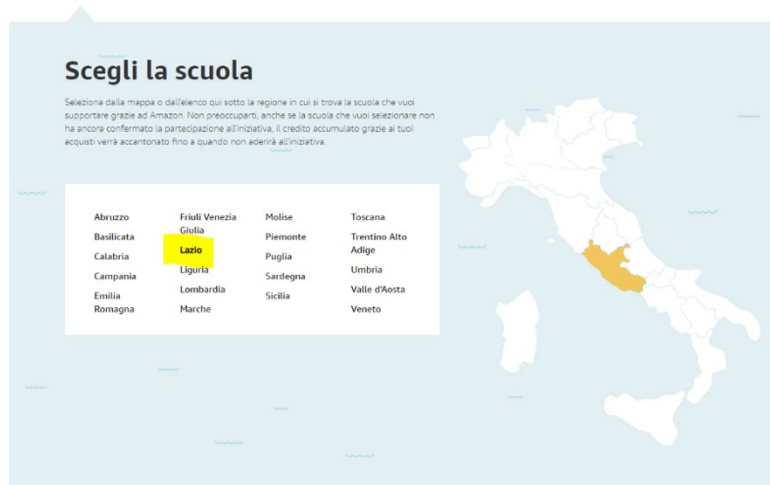 Scegli la scuola
Seleziona dalla mappa o dall'elenco qui sotto la regione in cui si trova la scuola che vuoi
supportare grazie ad Amazon. Non preoccuparti, anche se la scuola che vuoi selezionare non
ha ancora confermato la partecipazione all'iniziativa, il credito accumulato grazie ai tuoi
acquisti verrà accantonato fino a quando non aderirà all'iniziativa.
Abruzzo
Basilicata
Calabria
Campania
Emilia
Romagna
Friuli Venezia
Giulia
Lazio
Liguria
Lombardia
Marche
Molise
Piemonte
Puglia
Sardegna
Sicilia
Toscana
Trentino Alto
Adige
Umbria
Valle d'Aosta
Veneto